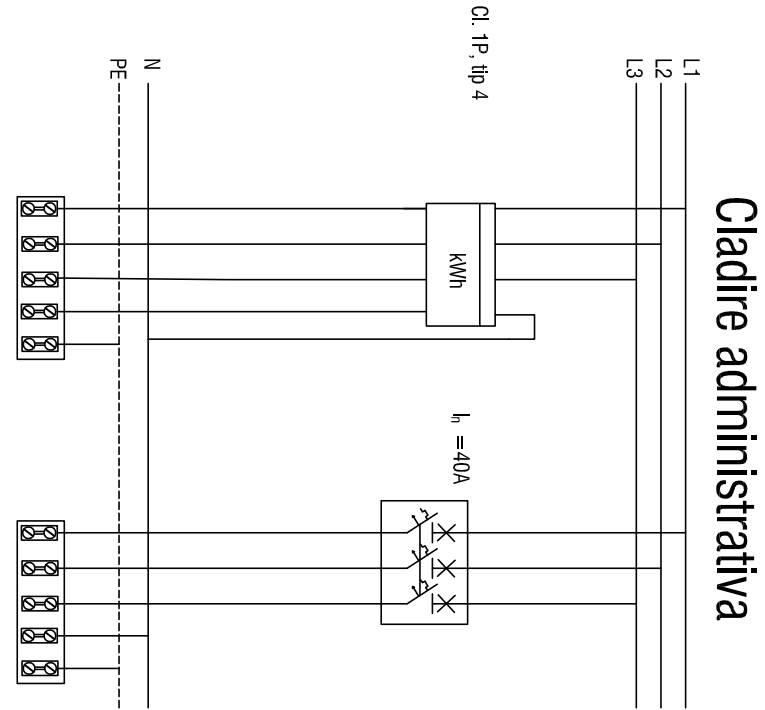 Cladire administrativa
L1
L2
L3
Cl. 1P, tip 4
kWh
In =40A
N
PE